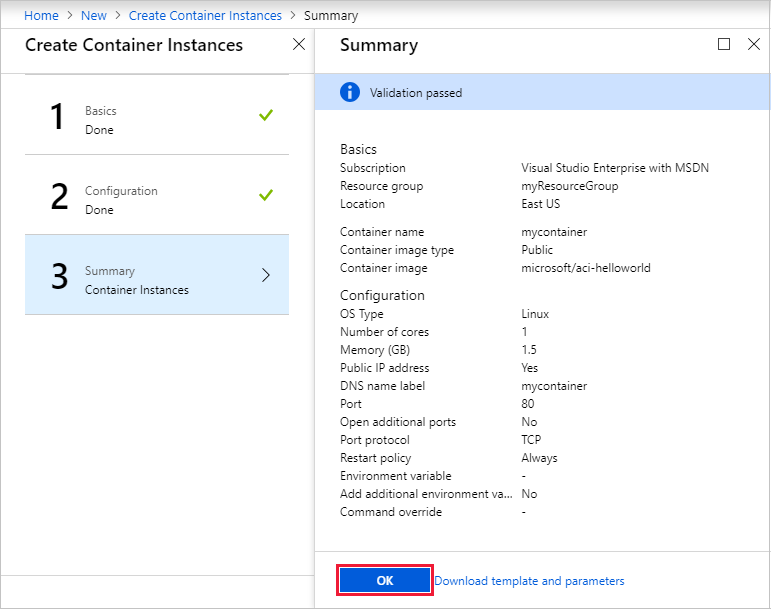 Home > New > Create Container Instances > Summary
Create Container Instances
1
Basics
Done
2
Configuration
Done
3
Summary
Container Instances
Summary
Validation passed
Basics
Subscription Visual Studio Enterprise with MSDN
Resource group myResourceGroup
Location East US
Container name mycontainer
Container image type Public
Container image microsoft/aci-helloworld
Configuration
OS Type Linux
Number of cores 1
Memory (GB) 1.5
Public IP address Yes
DNS name label mycontainer
Port 80
Open additional ports No
Port protocol TCP
Restart policy Always
Environment variable -
Add additional environment va... No
Command override -
OK Download template and parameters